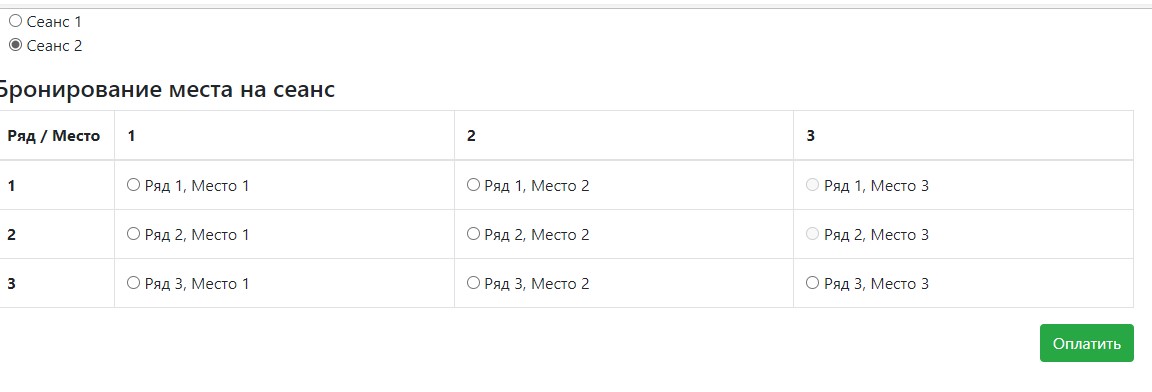 Сеанс 1
Сеанс 2
Бронирование места на сеанс
Ряд / Место 1 2 3
1 Ряд 1, Место 1 Ряд 1, Место 2 Ряд 1, Место 3
2 Ряд 2, Место 1 Ряд 2, Место 2 Ряд 2, Место 3
3 Ряд 3, Место 1 Ряд 3, Место 2 Ряд 3, Место 3
Оплатить